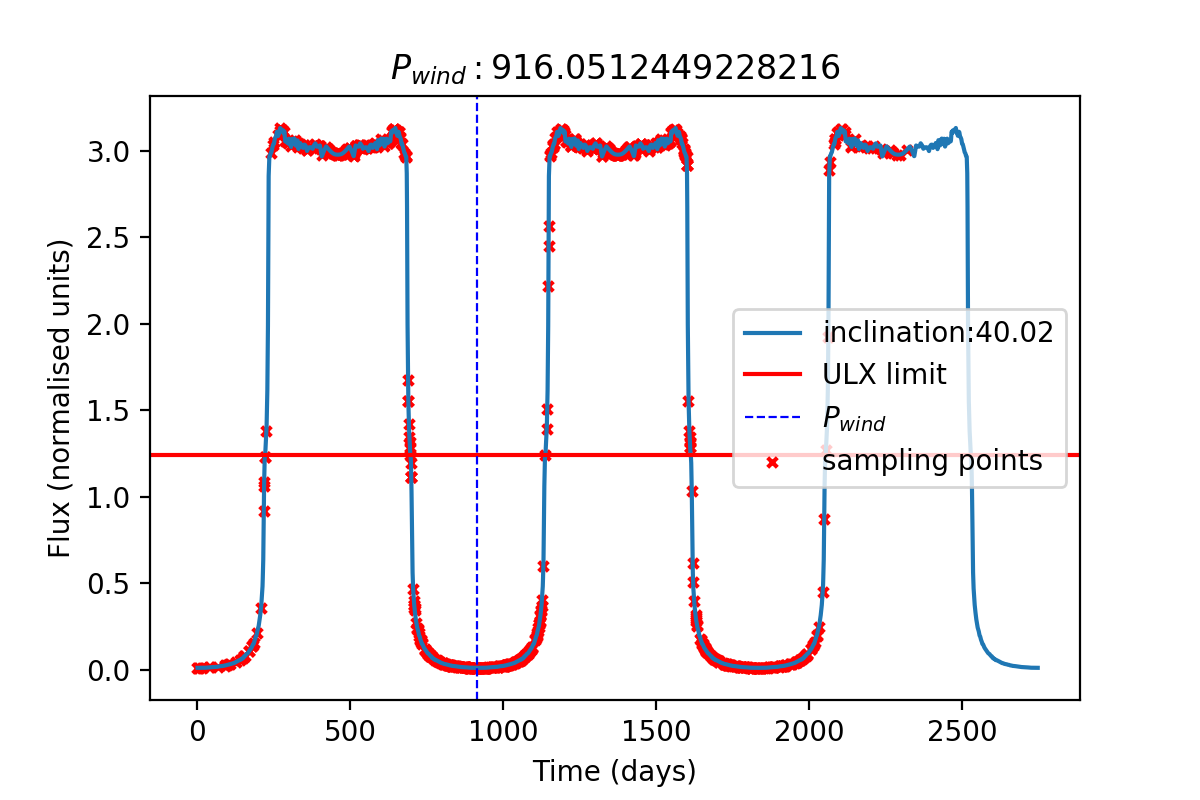 P_wind : 916.0512449228216
Flux (normalised units)
3.0
2.5
2.0
1.5
1.0
0.5
0.0
inclination:40.02
ULX limit
P_wind
sampling points
0 500 1000 1500 2000 2500
Time (days)